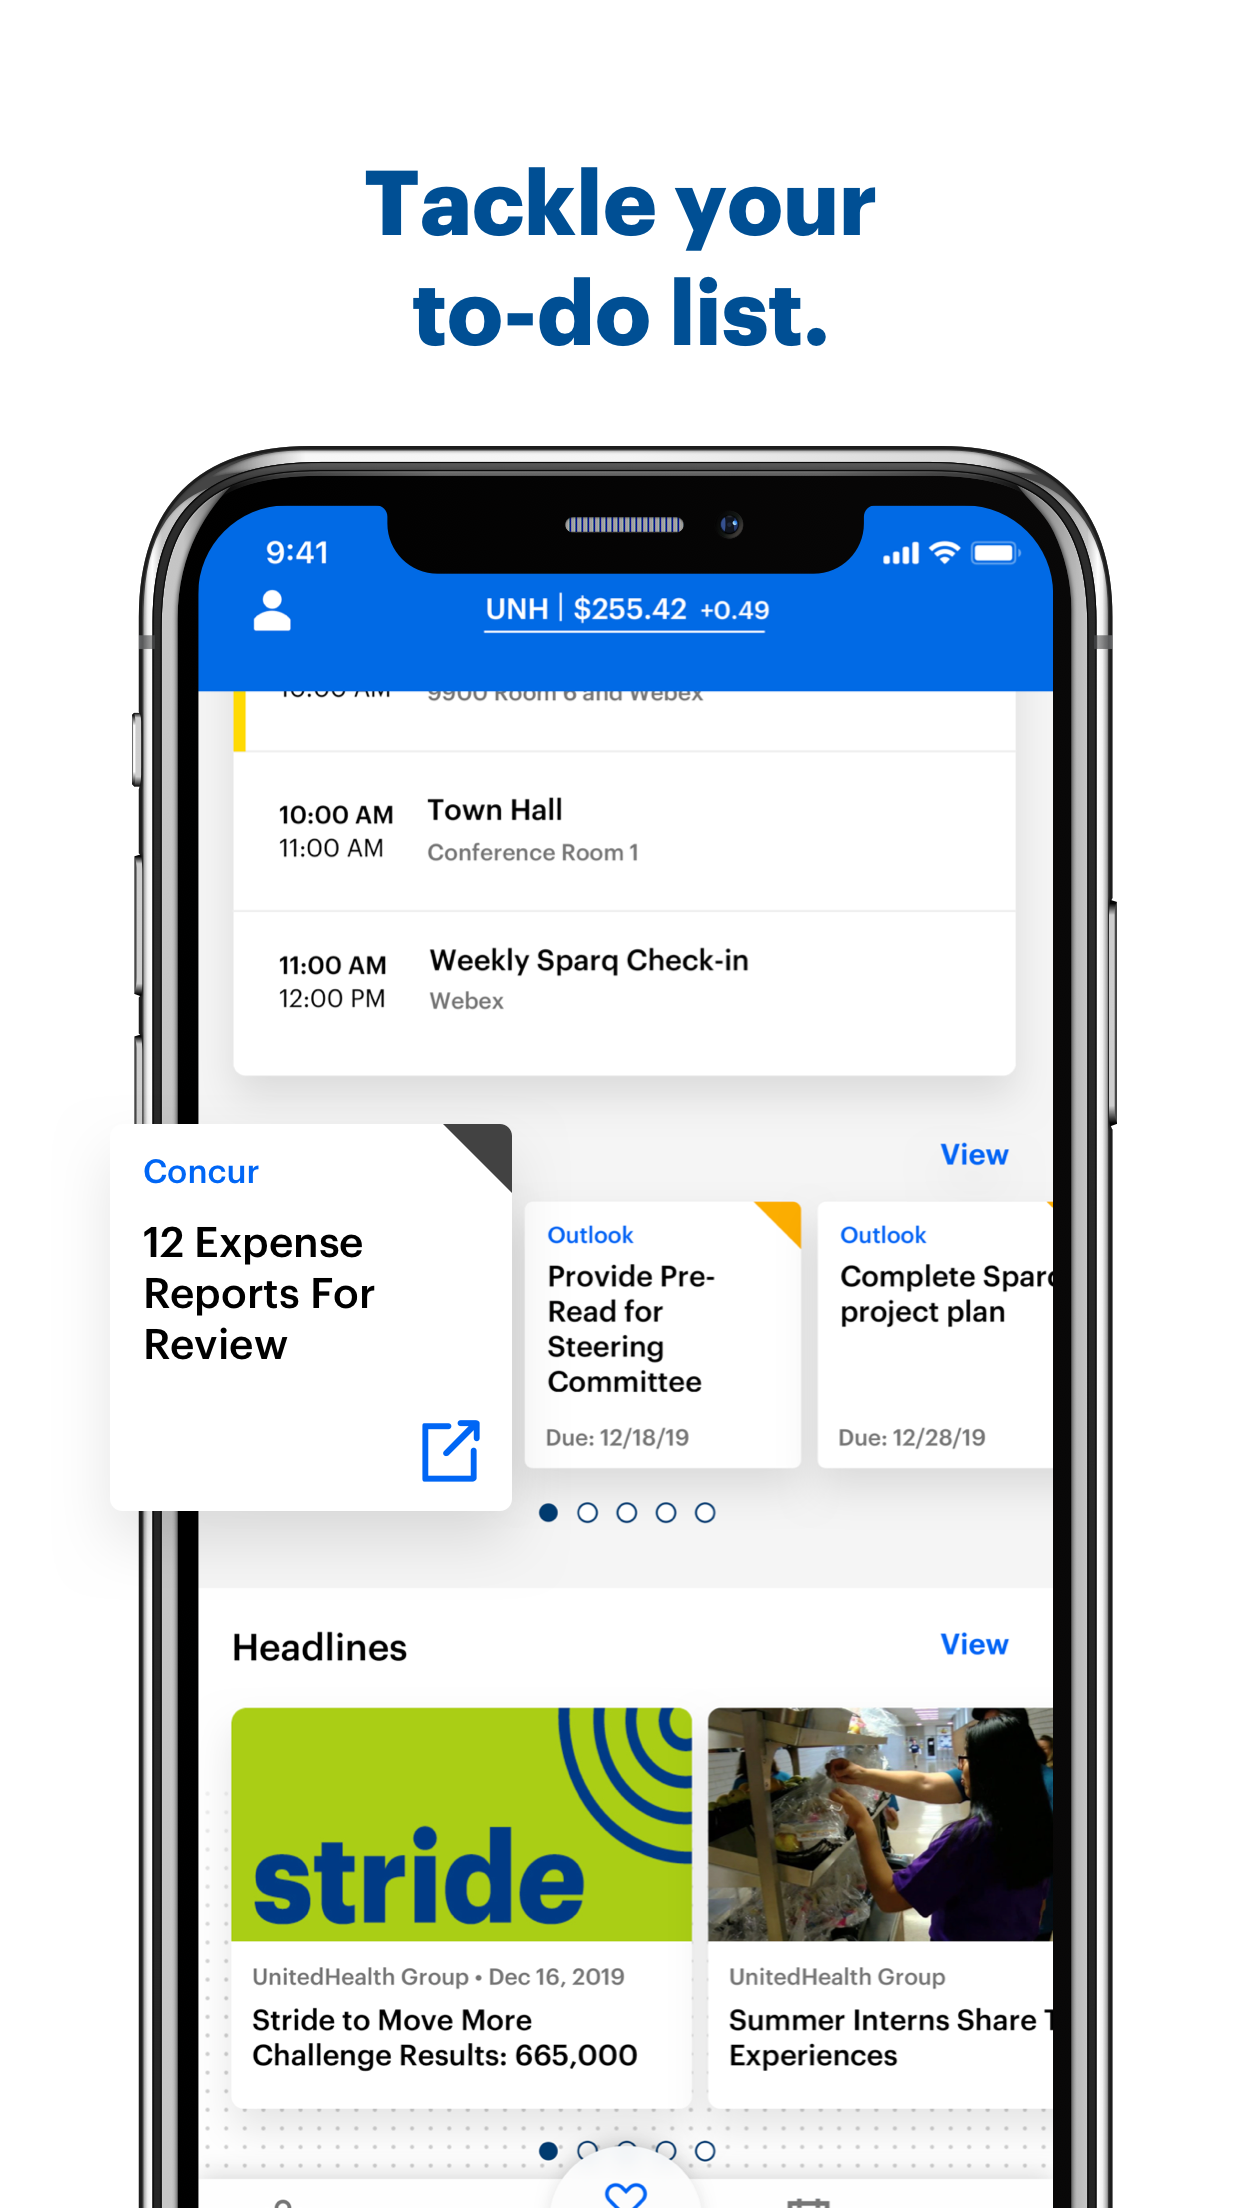 Tackle your
to-do list.
9:41
UNH | $255.42 +0.49
10:00 AM
9900 Room 6 and Webex
10:00 AM
Town Hall
11:00 AM
Conference Room 1
11:00 AM
Weekly Sparq Check-in
12:00 PM
Webex
View
Concur
12 Expense
Reports For
Review
Outlook
Provide Pre-
Read for
Steering
Committee
Due: 12/18/19
Outlook
Complete Sparq
project plan
Due: 12/28/19
Headlines
View
stride
UnitedHealth Group • Dec 16, 2019
Stride to Move More
Challenge Results: 665,000
UnitedHealth Group
Summer Interns Share
Experiences